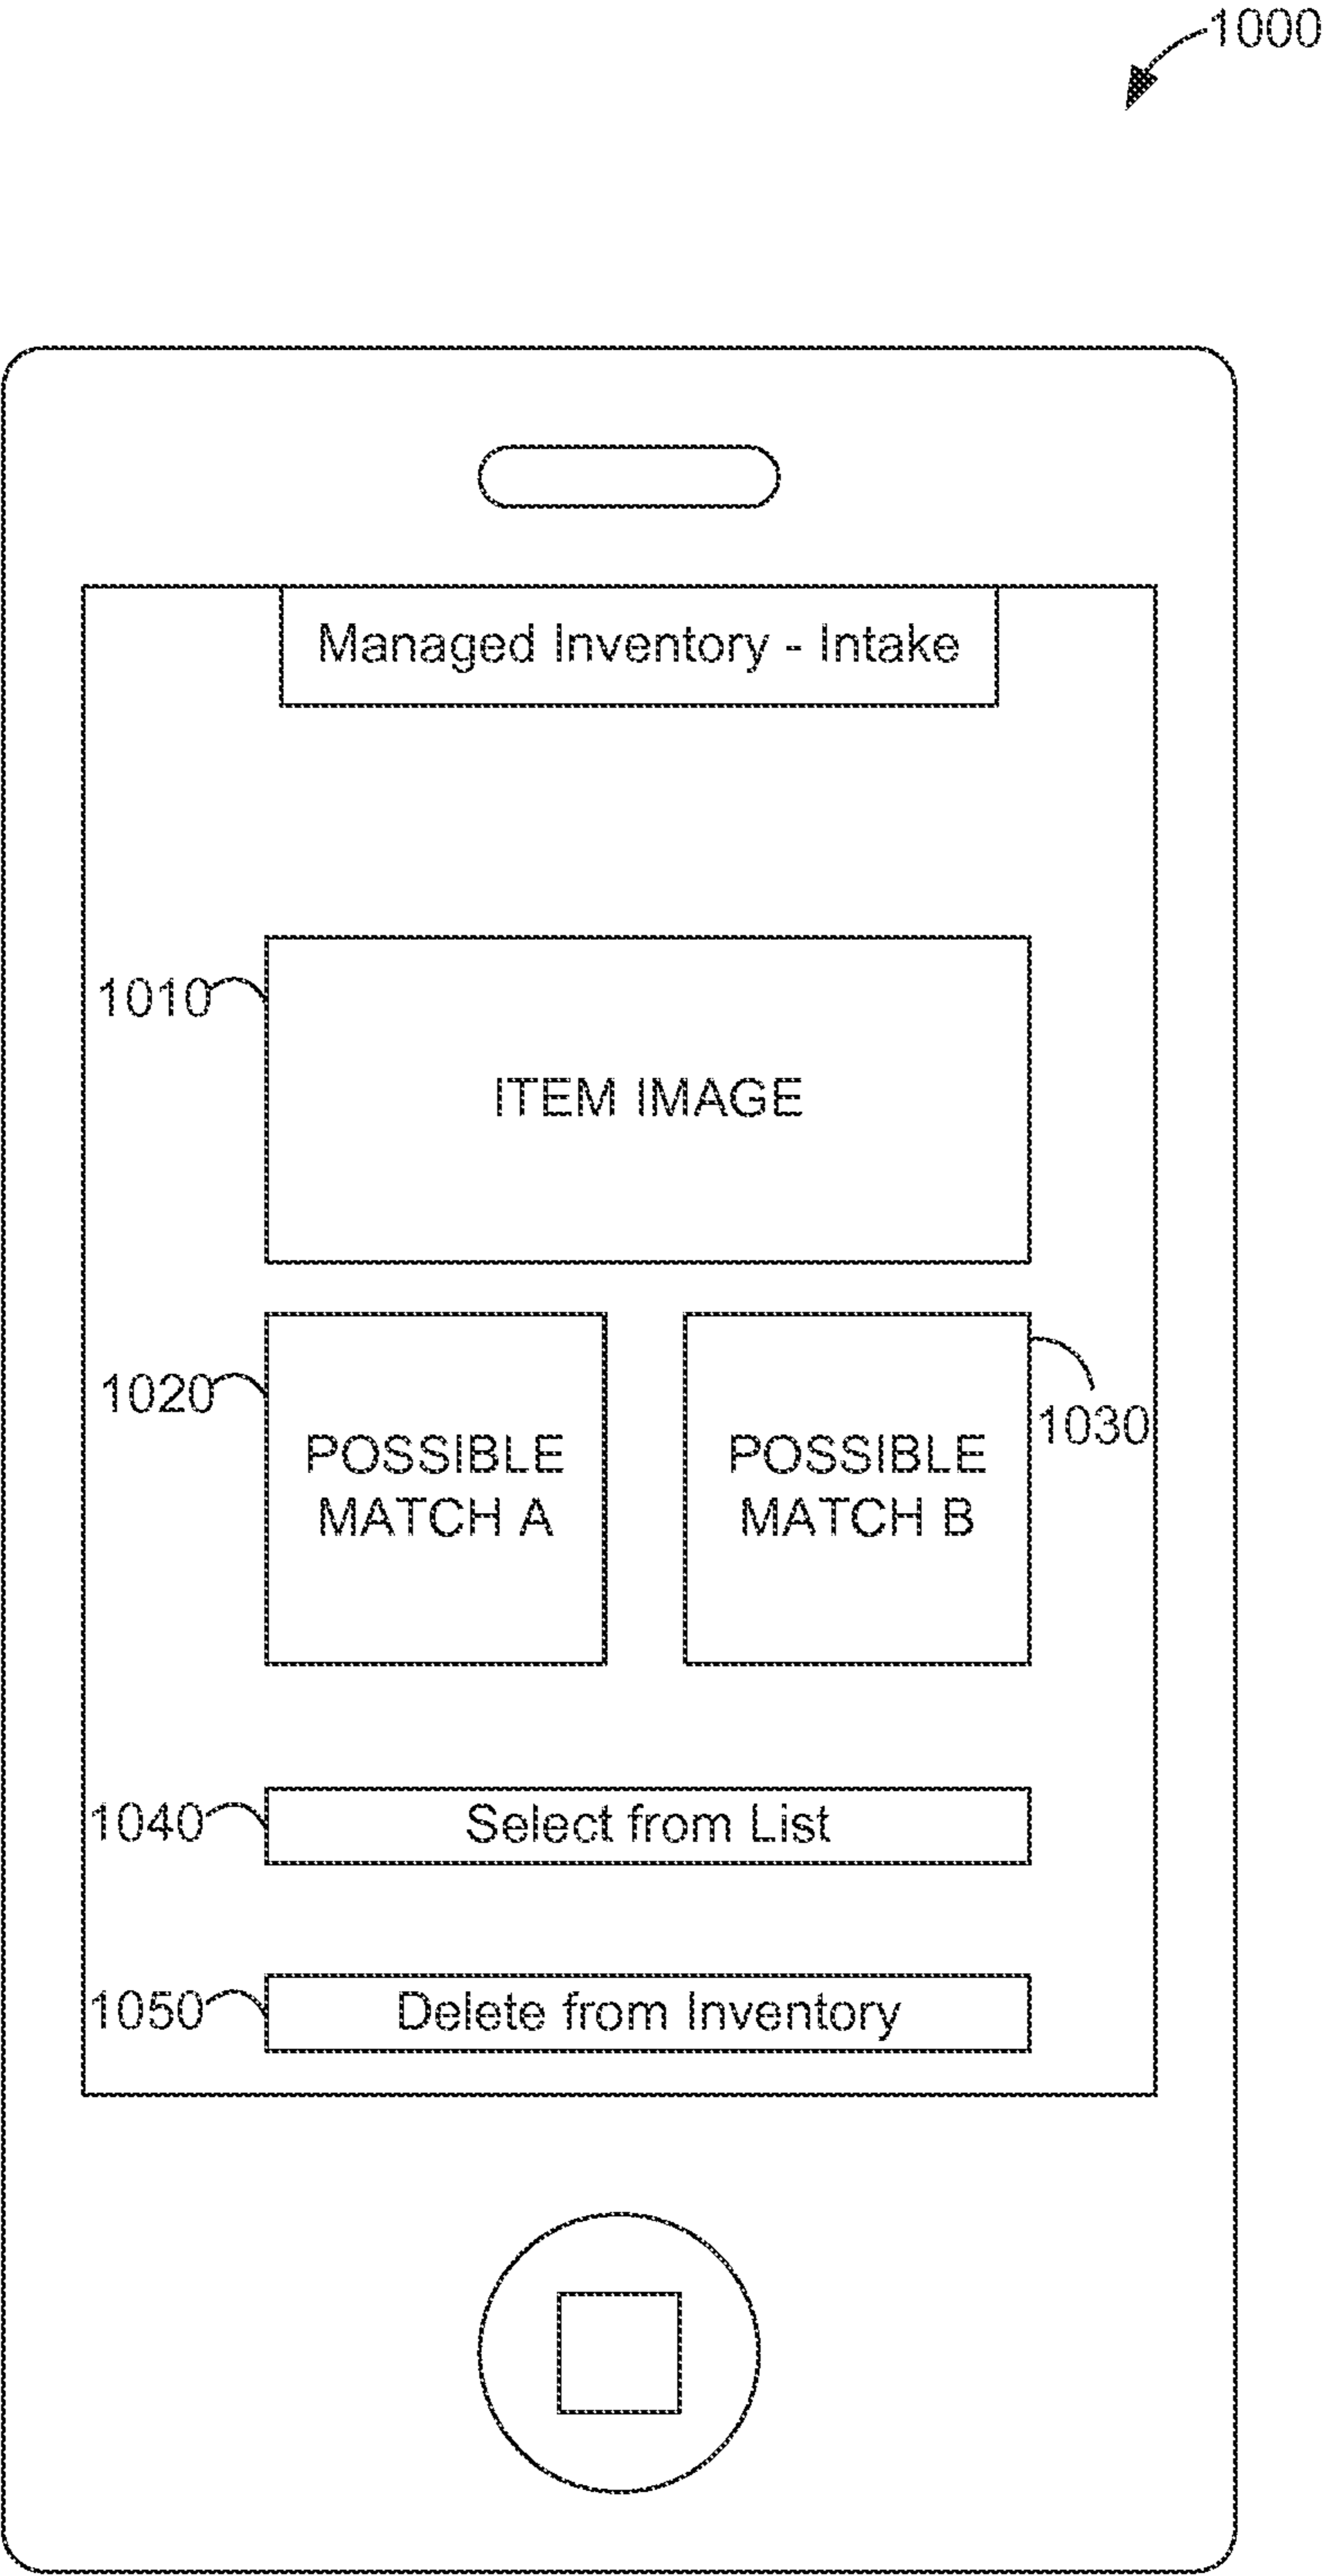 1000
Managed Inventory - Intake
1010
ITEM IMAGE
1020
POSSIBLE
MATCH A
POSSIBLE
MATCH B
1030
1040
Select from List
1050
Delete from Inventory